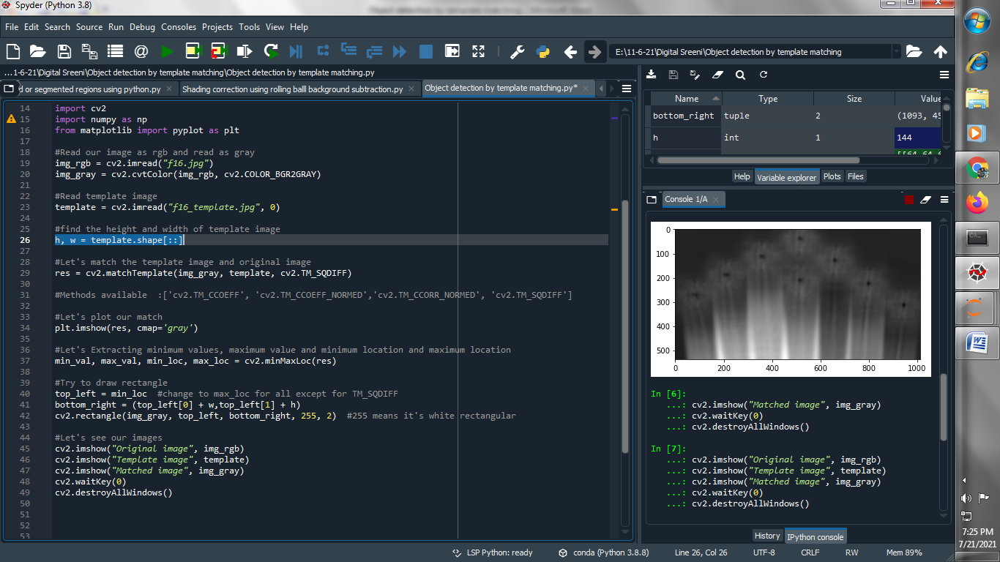 Spyder (Python 3.8)
File Edit Search Source Run Debug Consoles Projects Tools View Help
E:\11-6-21\Digital Sreeni\Object detection by template matching
...1-6-21\Digital Sreeni\Object detection by template matching\Object detection by template matching.py
d or segmented regions using python.py
Shading correction using rolling balll background subtraction.py
Object detection by template matching.py*
14 import cv2
15 import numpy as np
16 from matplotlib import pyplot as plt
17
18 #Read our image as rgb and read as gray
19 img_rgb = cv2.imread("f16.jpg")
20 img_gray = cv2.cvtColor(img_rgb, cv2.COLOR_BGR2GRAY)
21
22 #Read template image
23 template = cv2.imread("f16_template.jpg", 0)
24
25 #find the height and width of template image
26 h, w = template.shape[::]
27
28 #Let's match the template image and original image
29 res = cv2.matchTemplate(img_gray, template, cv2.TM_SQDIFF)
30
31 #Methods available  :['cv2.TM_CCOEFF', 'cv2.TM_CCOEFF_NORMED','cv2.TM_CCORR_NORMED', 'cv2.TM_SQDIFF']
32
33 #Let's plot our match
34 plt.imshow(res, cmap='gray')
35
36 #Let's Extracting minimum values, maximum value and minimum location and maximum location
37 min_val, max_val, min_loc, max_loc = cv2.minMaxLoc(res)
38
39 #Try to draw rectangle
40 top_left = min_loc  #change to max_loc for all except for TM_SQDIFF
41 bottom_right = (top_left[0] + w,top_left[1] + h)
42 cv2.rectangle(img_gray, top_left, bottom_right, 255, 2)  #255 means it's white rectangular
43
44 #Let's see our images
45 cv2.imshow("Original image", img_rgb)
46 cv2.imshow("Template image", template)
47 cv2.imshow("Matched image", img_gray)
48 cv2.waitKey(0)
49 cv2.destroyAllWindows()
50
51
52
53
Name Type Size Value
bottom_right tuple 2 (1093, 45
h int 1 144
Help Variable explorer Plots Files
Console 1/A
0
100
200
300
400
500
0 200 400 600 800 1000
In [6]:
...: cv2.imshow("Matched image", img_gray)
...: cv2.waitKey(0)
...: cv2.destroyAllWindows()
In [7]:
...: cv2.imshow("Original image", img_rgb)
...: cv2.imshow("Template image", template)
...: cv2.imshow("Matched image", img_gray)
...: cv2.waitKey(0)
...: cv2.destroyAllWindows()
History IPython console
LSP Python: ready conda (Python 3.8.8) Line 26, Col 26 UTF-8 CRLF RW Mem 89%
7:25 PM
7/21/2021